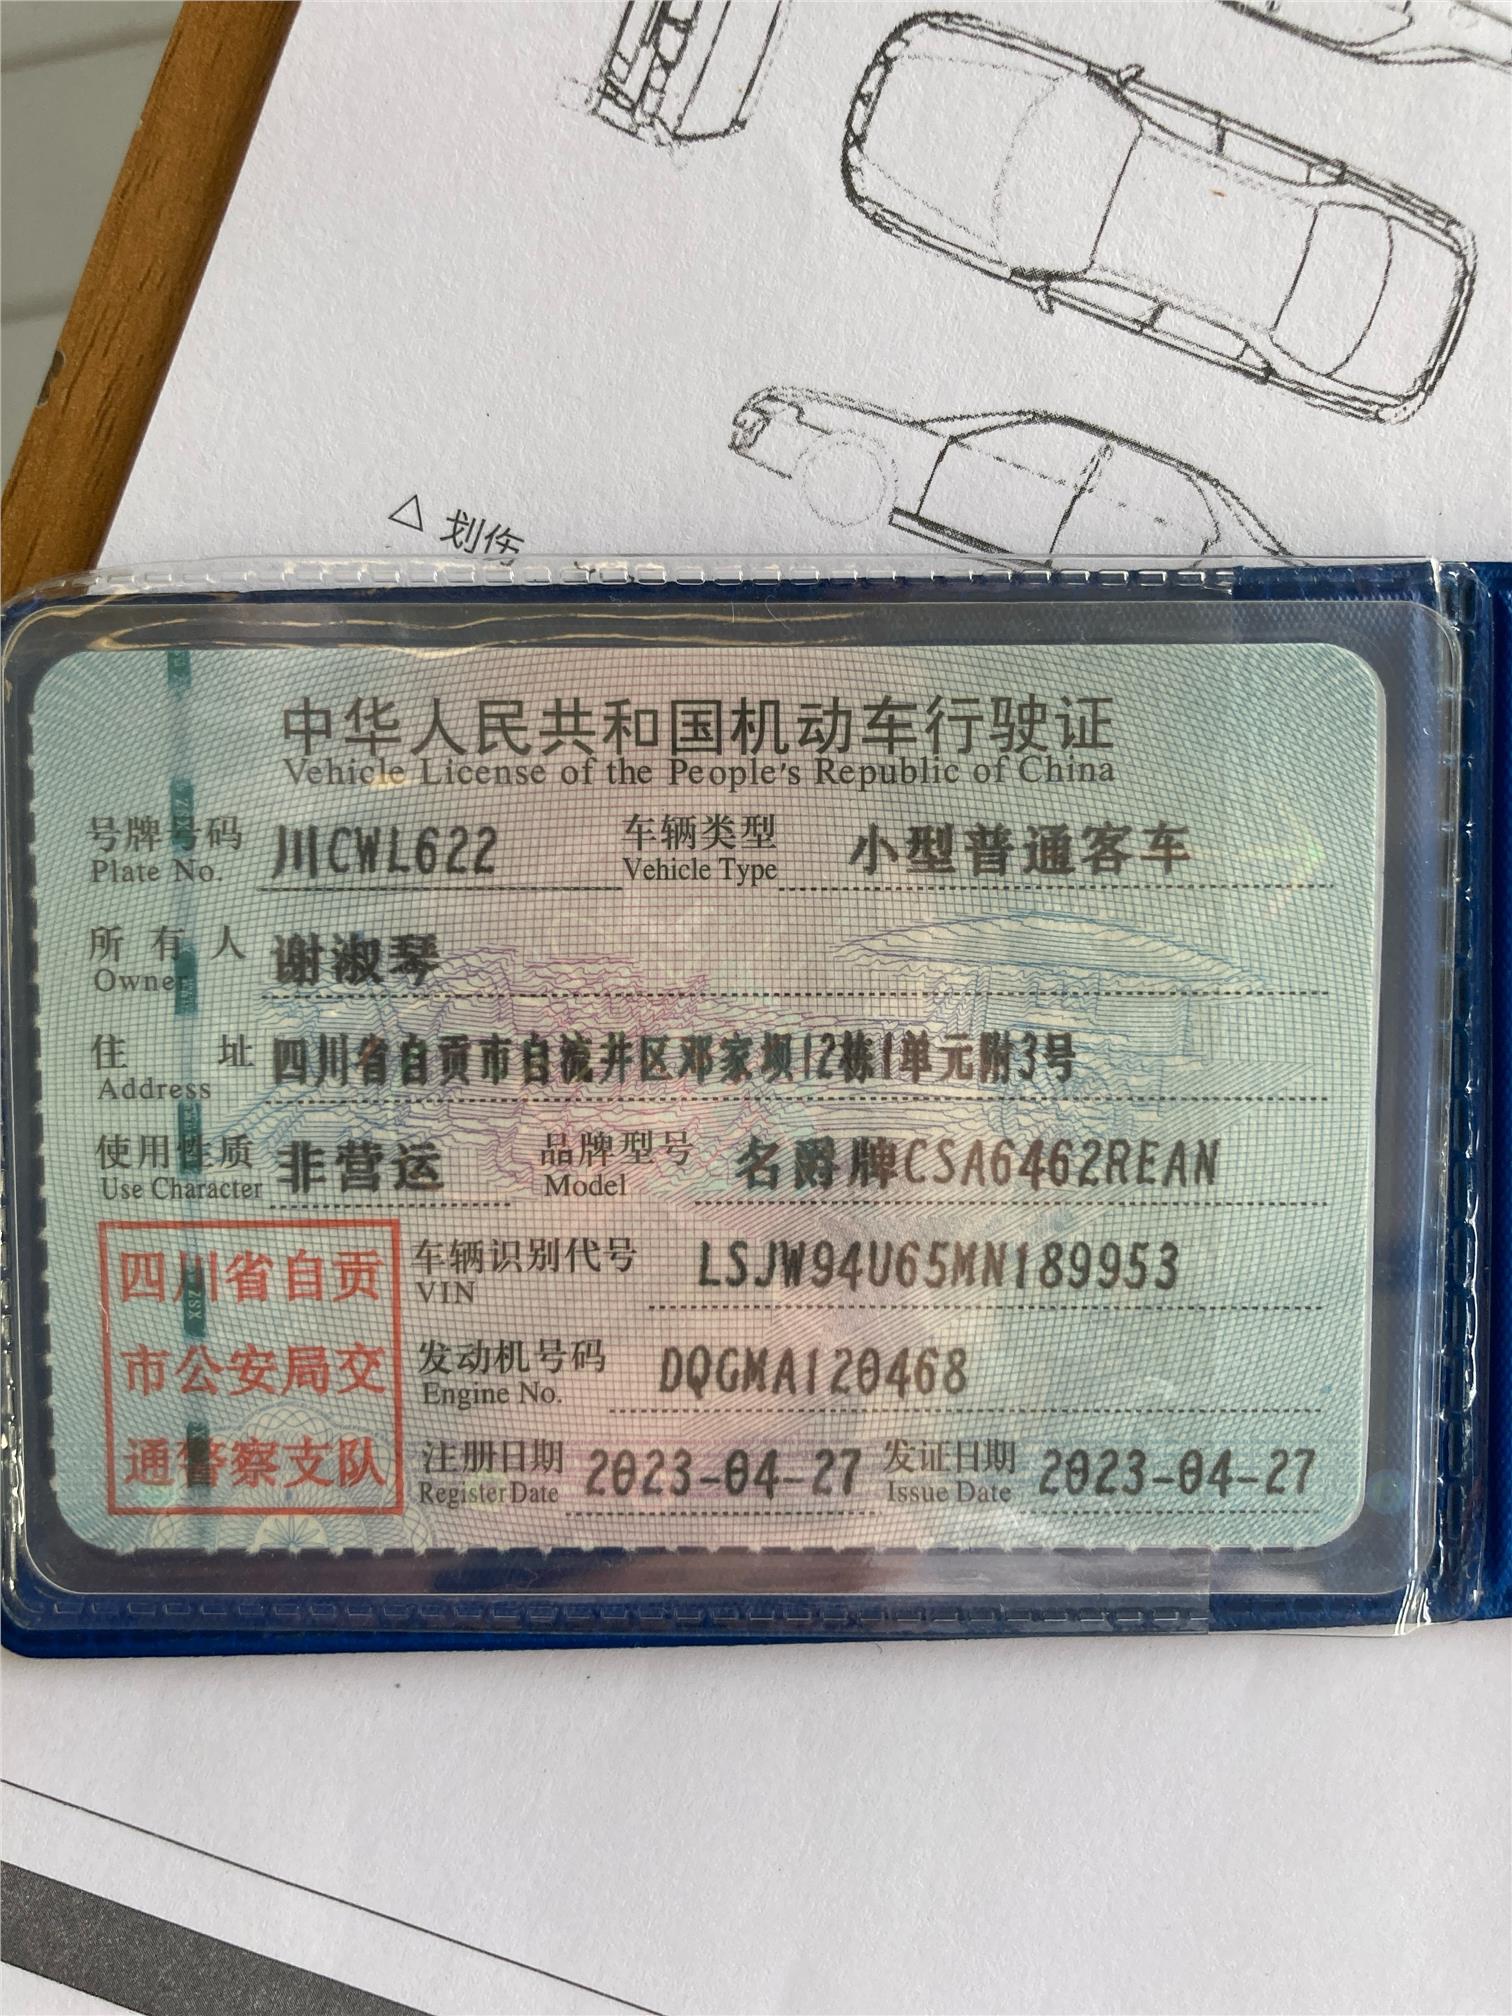 △ 划伤
中华人民共和国机动车行驶证
Vehicle License of the People's Republic of China
号牌号码 川CWL622 车辆类型 小型普通客车
Plate No. Vehicle Type
所有人 谢淑琴
Owner
住址 四川省自贡市自流井区邓家坝12栋1单元附3号
Address
使用性质 非营运 品牌型号 名爵牌CSA6462REAN
Use Character Model
四川省自贡
市公安局交
通警察支队
车辆识别代号 LSJW94U65MN189953
VIN
发动机号码 DQGMA120468
Engine No.
注册日期 2023-04-27 发证日期 2023-04-27
Register Date Issue Date